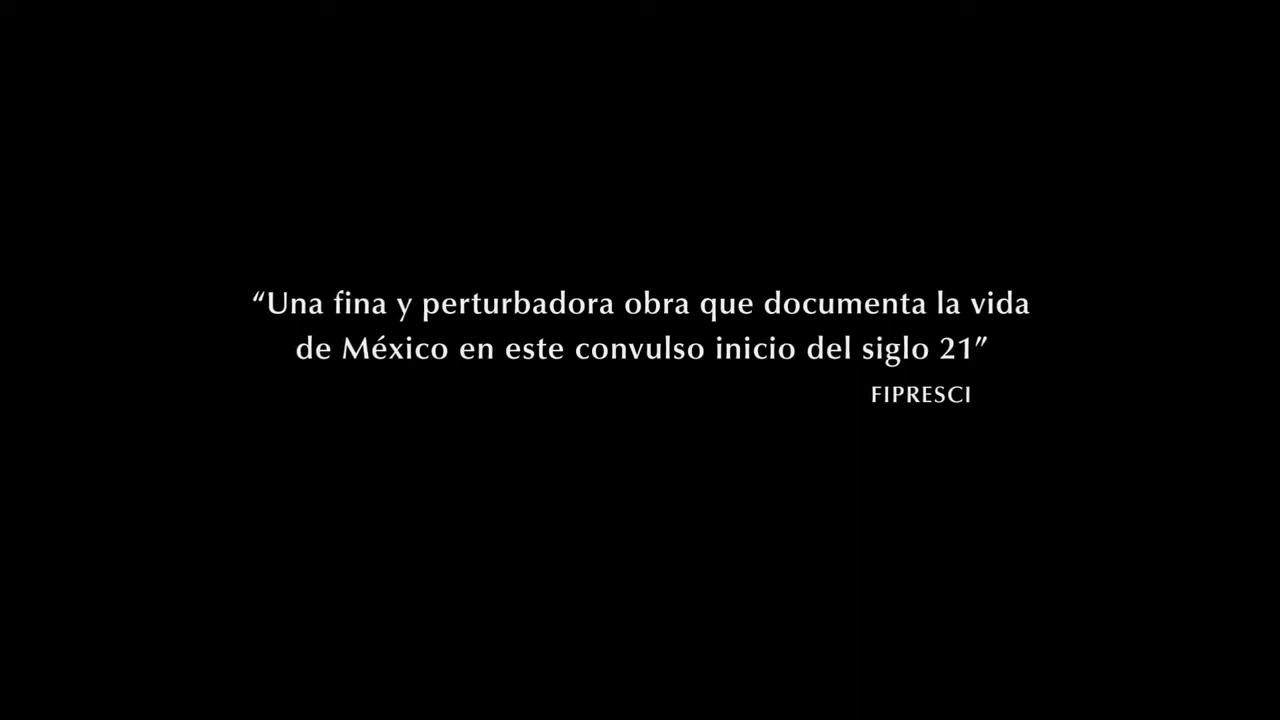 “Una fina y perturbadora obra que documenta la vida
de México en este convulso inicio del siglo 21”
FIPRESCI